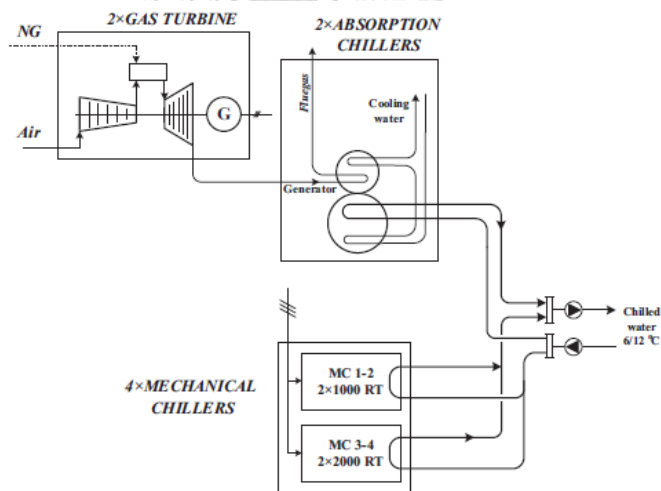 2×GAS TURBINE
NG
Air
G
2×ABSORPTION
CHILLERS
Fluegas
Cooling
water
Generator
Chilled
water
6/12 ⁰C
4×MECHANICAL
CHILLERS
MC 1-2
2×1000 RT
MC 3-4
2×2000 RT